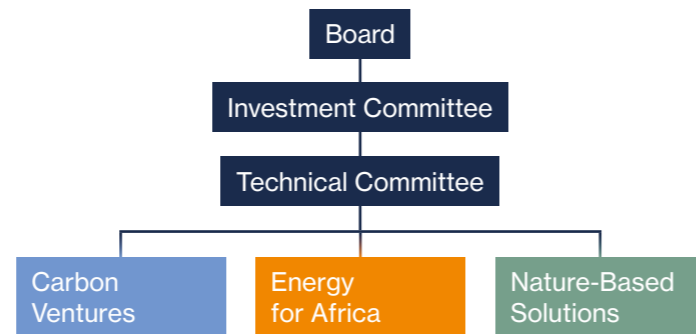 Board
Investment Committee
Technical Committee
Carbon
Ventures
Energy
for Africa
Nature-Based
Solutions